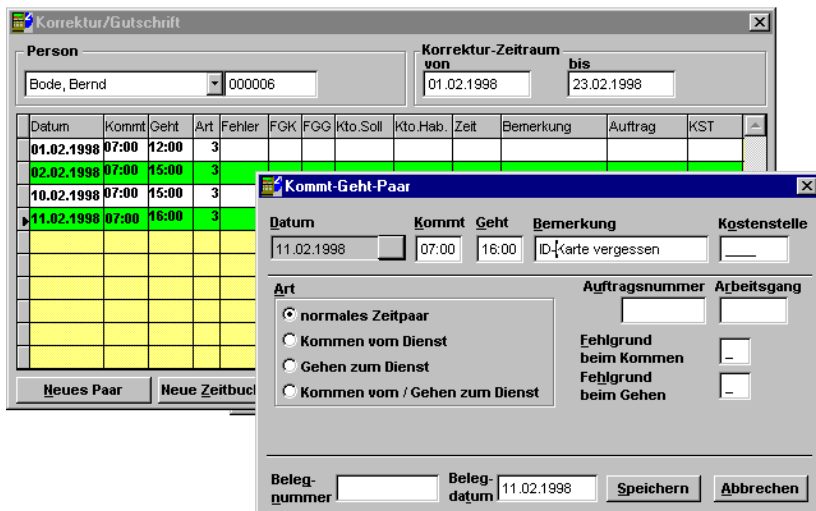 Korrektur/Gutschrift
Person
Korrektur-Zeitraum
von bis
Bode, Bernd 000006 01.02.1998 23.02.1998
Datum Kommt Geht Art Fehler FGK FGG Kto.Soll Kto.Hab. Zeit Bemerkung Auftrag KST
01.02.1998 07:00 12:00 3
02.02.1998 07:00 15:00 3
10.02.1998 07:00 15:00 3
11.02.1998 07:00 16:00 3
Neues Paar Neue Zeitbuc
Kommt-Geht-Paar
Datum Kommt Geht Bemerkung Kostenstelle
11.02.1998 07:00 16:00 ID-Karte vergessen
Art
normales Zeitpaar
Kommen vom Dienst
Gehen zum Dienst
Kommen vom / Gehen zum Dienst
Auftragsnummer Arbeitsgang
Fehlgrund
beim Kommen
Fehlgrund
beim Gehen
Beleg-
nummer
Beleg-
datum 11.02.1998 Speichern Abbrechen